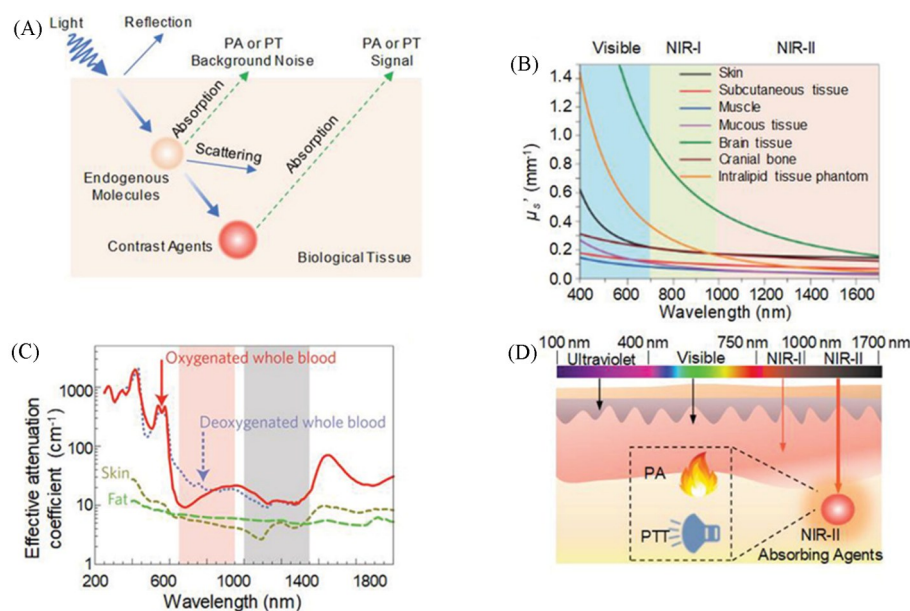 (A)
Light
Reflection
PA or PT
Background Noise
PA or PT
Signal
Absorption
Scattering
Absorption
Endogenous
Molecules
Contrast Agents
Biological Tissue
(B)
Visible NIR-I NIR-II
Skin
Subcutaneous tissue
Muscle
Mucous tissue
Brain tissue
Cranial bone
Intralipid tissue phantom
μs' (mm⁻¹)
1.4
1.2
1.0
0.8
0.6
0.4
0.2
0.0
400 600 800 1000 1200 1400 1600
Wavelength (nm)
(C)
Oxygenated whole blood
Deoxygenated whole blood
Skin
Fat
Effective attenuation
coefficient (cm⁻¹)
1000
100
10
1
200 600 1000 1400 1800
Wavelength (nm)
(D)
100 nm 400 nm 750 nm 1000 nm 1700 nm
Ultraviolet Visible NIR-I NIR-II
PA
PTT
NIR-II
Absorbing Agents